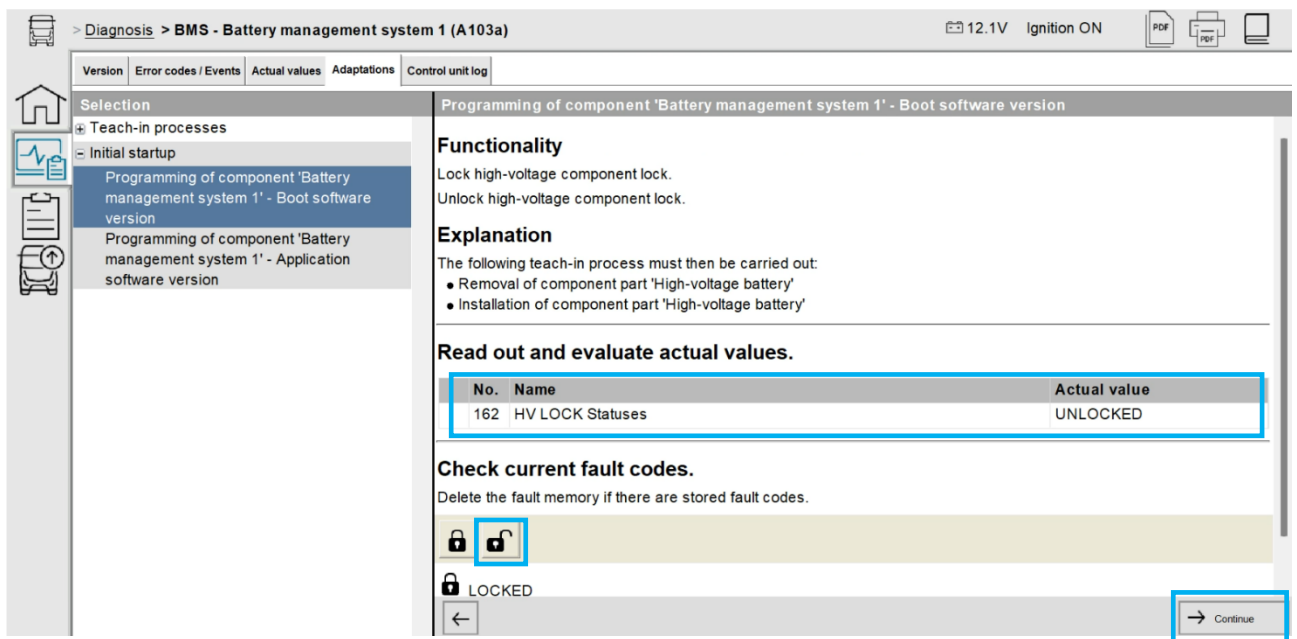 > Diagnosis > BMS - Battery management system 1 (A103a)
12.1V Ignition ON
PDF
PDF
Version Error codes / Events Actual values Adaptations Control unit log
Selection
Teach-in processes
Initial startup
Programming of component 'Battery
management system 1' - Boot software
version
Programming of component 'Battery
management system 1' - Application
software version
Programming of component 'Battery management system 1' - Boot software version
Functionality
Lock high-voltage component lock.
Unlock high-voltage component lock.
Explanation
The following teach-in process must then be carried out:
● Removal of component part 'High-voltage battery'
● Installation of component part 'High-voltage battery'
Read out and evaluate actual values.
No. Name Actual value
162 HV LOCK Statuses UNLOCKED
Check current fault codes.
Delete the fault memory if there are stored fault codes.
LOCKED
← → Continue